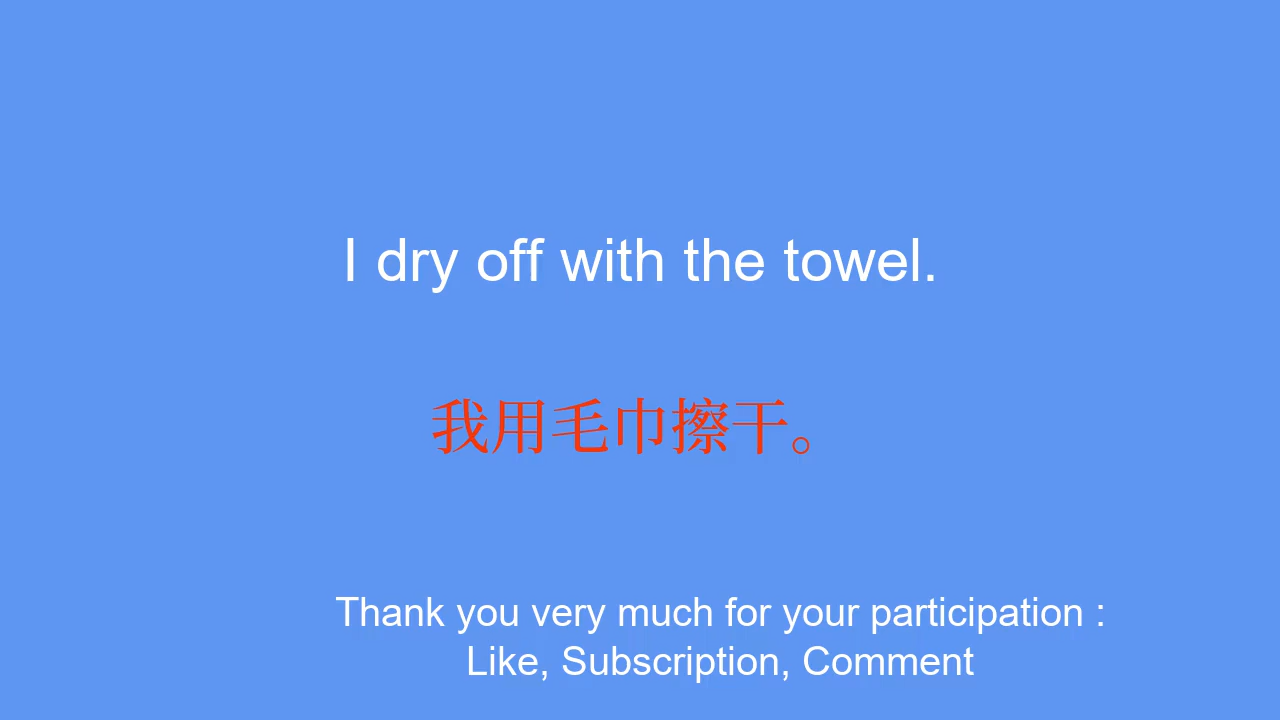 I dry off with the towel.
我用毛巾擦干。
Thank you very much for your participation :
Like, Subscription, Comment